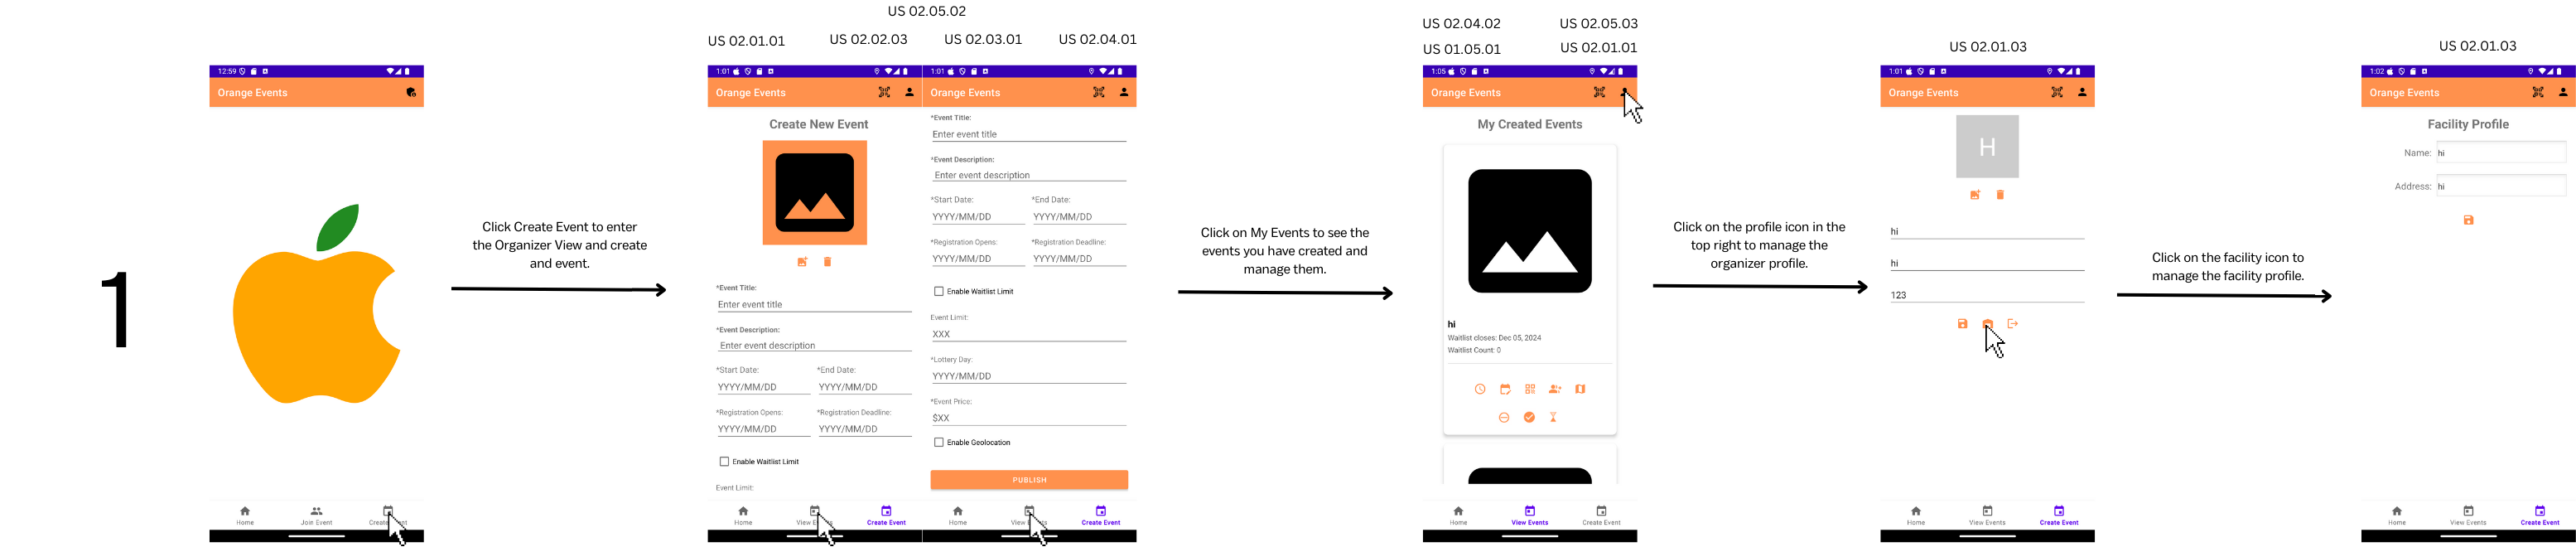 1
12:59
Orange Events
Home
Join Event
Click Create Event to enter
the Organizer View and create
and event.
US 02.05.02
US 02.01.01
US 02.02.03
US 02.03.01
US 02.04.01
1:01
Orange Events
Create New Event
*Event Title:
Enter event title
*Event Description:
Enter event description
*Start Date:
*End Date:
YYYY/MM/DD
YYYY/MM/DD
*Registration Opens:
*Registration Deadline:
YYYY/MM/DD
YYYY/MM/DD
Enable Waitlist Limit
Event Limit:
Home
View
Create Event
1:01
Orange Events
*Event Title:
Enter event title
*Event Description:
Enter event description
*Start Date:
*End Date:
YYYY/MM/DD
YYYY/MM/DD
*Registration Opens:
*Registration Deadline:
YYYY/MM/DD
YYYY/MM/DD
Enable Waitlist Limit
Event Limit:
XXX
*Lottery Day:
YYYY/MM/DD
*Event Price:
$XX
Enable Geolocation
PUBLISH
Home
View
Create Event
Click on My Events to see the
events you have created and
manage them.
US 02.04.02
US 02.05.03
US 01.05.01
US 02.01.01
1:05
Orange Events
My Created Events
hi
Waitlist closes: Dec 05, 2024
Waitlist Count: 0
Home
View Events
Create Event
Click on the profile icon in the
top right to manage the
organizer profile.
US 02.01.03
1:01
Orange Events
H
hi
hi
123
Home
View Events
Create Event
Click on the facility icon to
manage the facility profile.
US 02.01.03
1:02
Orange Events
Facility Profile
Name:
hi
Address:
hi
Home
View Events
Create Event